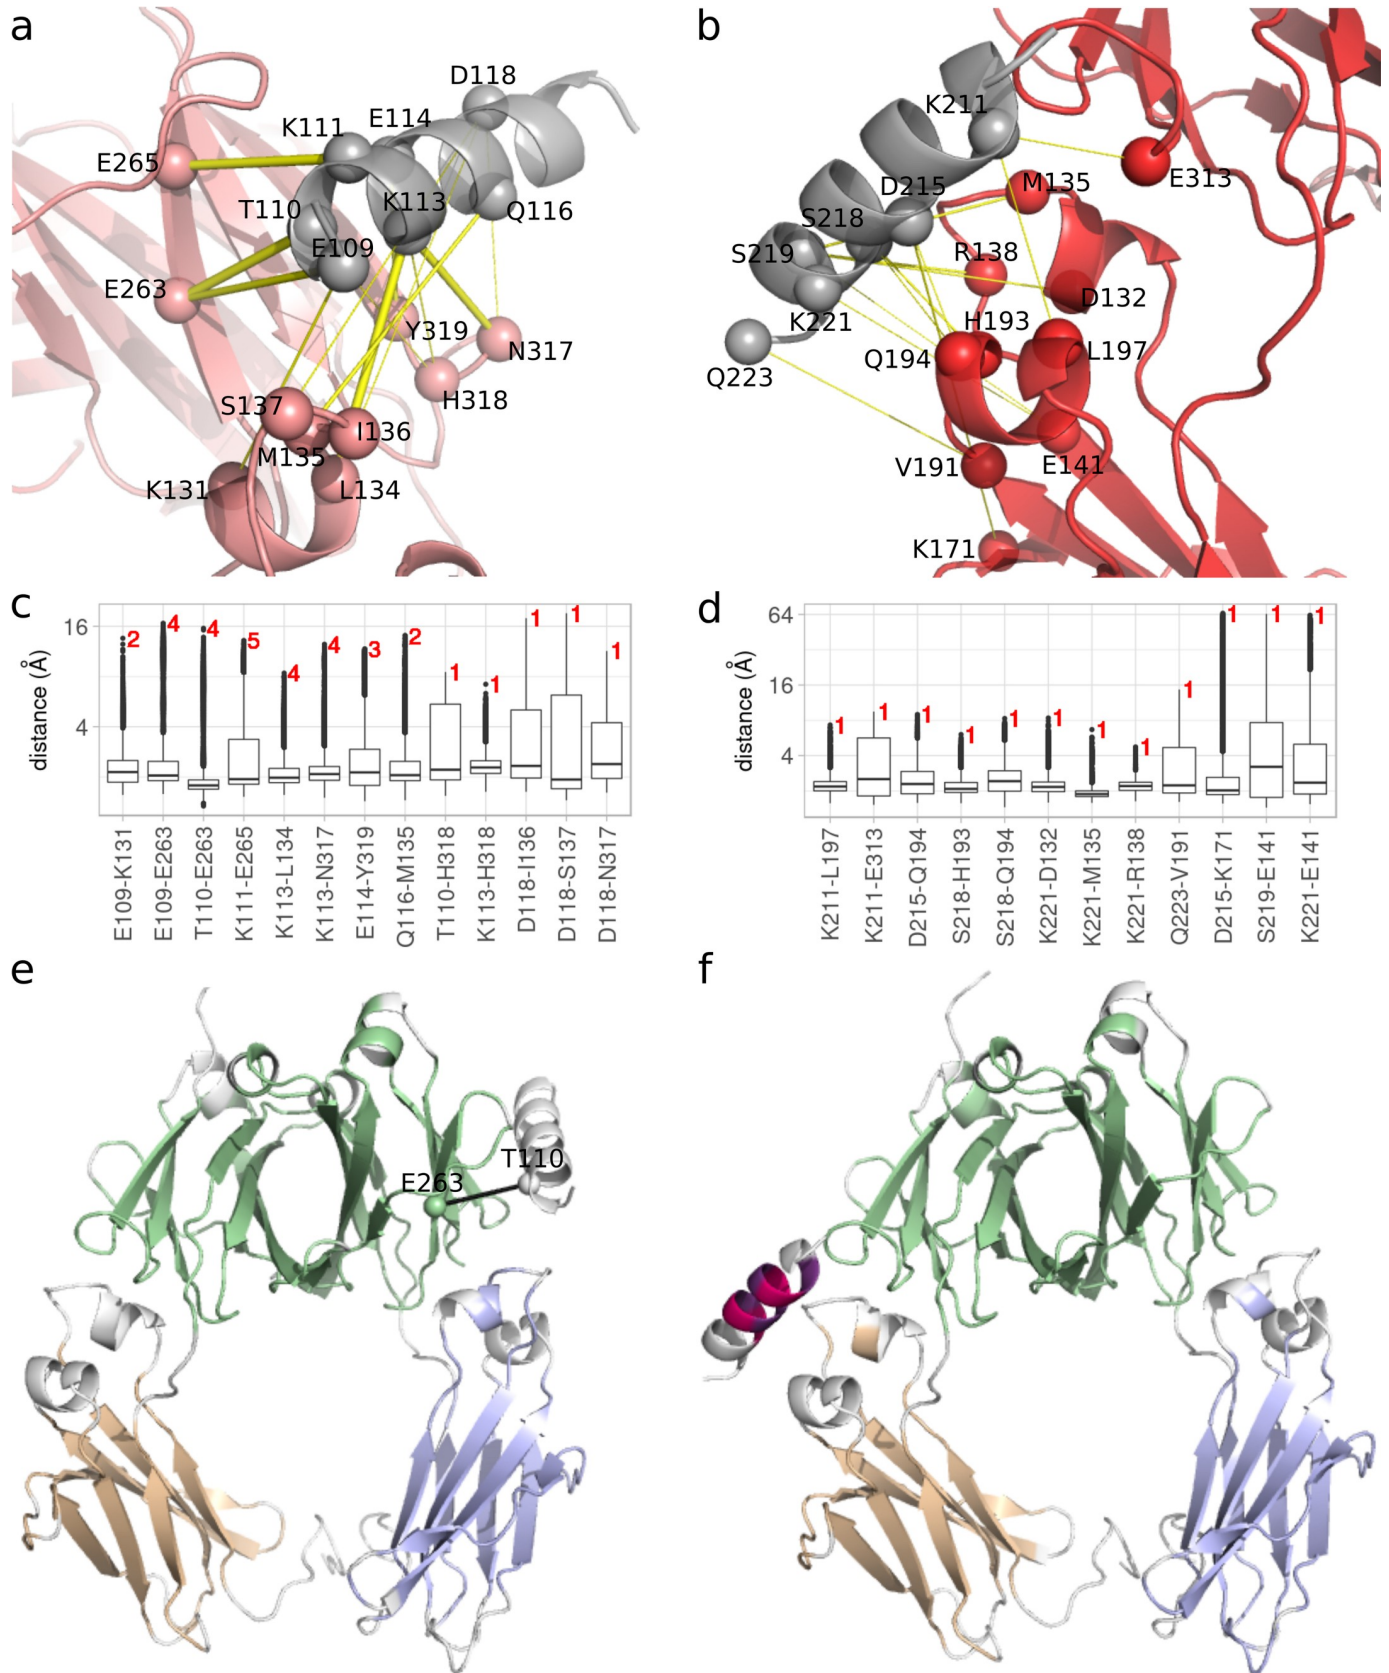 a
D118
K111
E114
E265
K113
T110
Q116
E109
E263
Y319
N317
H318
S137
I136
M135
K131
L134
b
K211
E313
D215
M135
S218
S219
R138
D132
K221
H193
L197
Q194
Q223
V191
E141
K171
c
distance (Å)
16
4
2
4
4
5
4
4
3
2
1
1
1
1
1
E109-K131
E109-E263
T110-E263
K111-E265
K113-L134
K113-N317
E114-Y319
Q116-M135
T110-H318
K113-H318
D118-I136
D118-S137
D118-N317
d
distance (Å)
64
16
4
1
1
1
1
1
1
1
1
1
1
1
1
K211-L197
K211-E313
D215-Q194
S218-H193
S218-Q194
K221-D132
K221-M135
K221-R138
Q223-V191
D215-K171
S219-E141
K221-E141
e
T110
E263
f